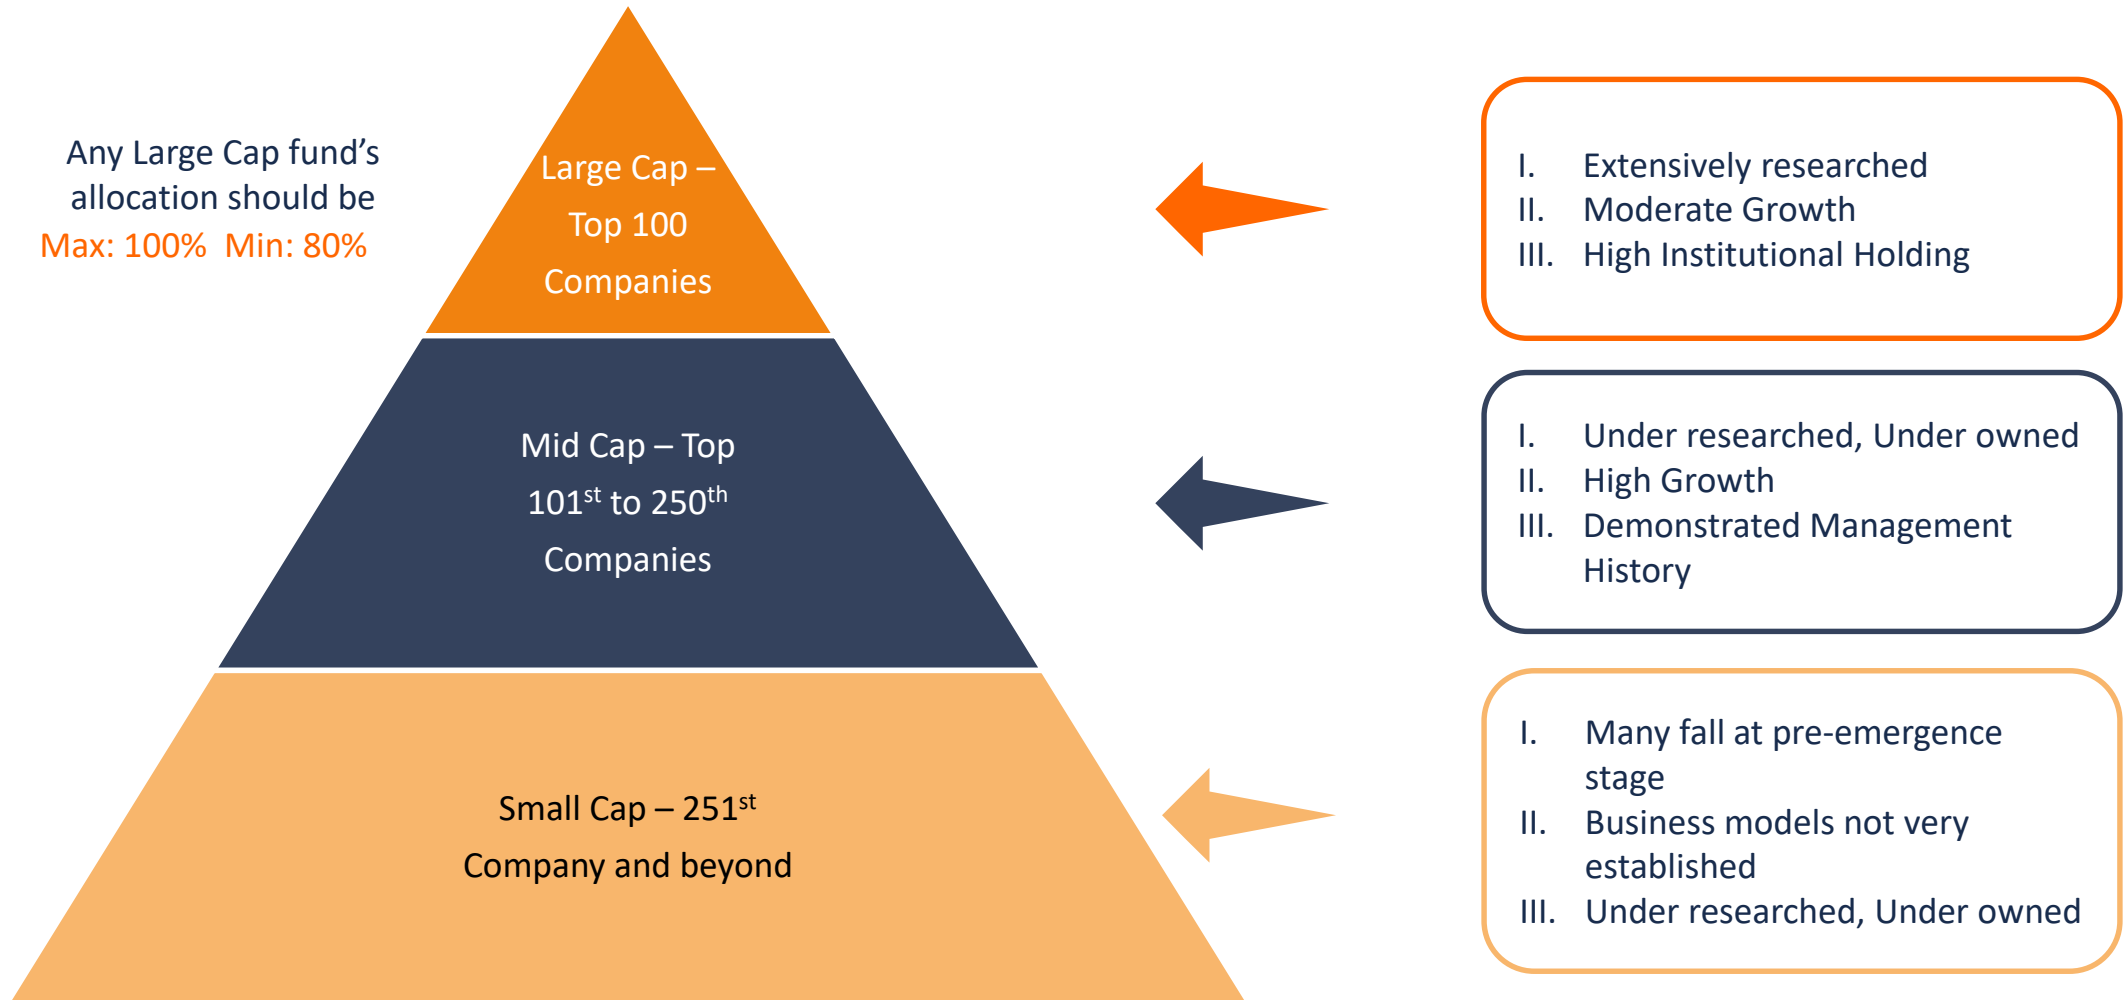 Any Large Cap fund’s
allocation should be
Max: 100% Min: 80%
Large Cap –
Top 100
Companies
I. Extensively researched
II. Moderate Growth
III. High Institutional Holding
Mid Cap – Top
101st to 250th
Companies
I. Under researched, Under owned
II. High Growth
III. Demonstrated Management
History
Small Cap – 251st
Company and beyond
I. Many fall at pre-emergence
stage
II. Business models not very
established
III. Under researched, Under owned